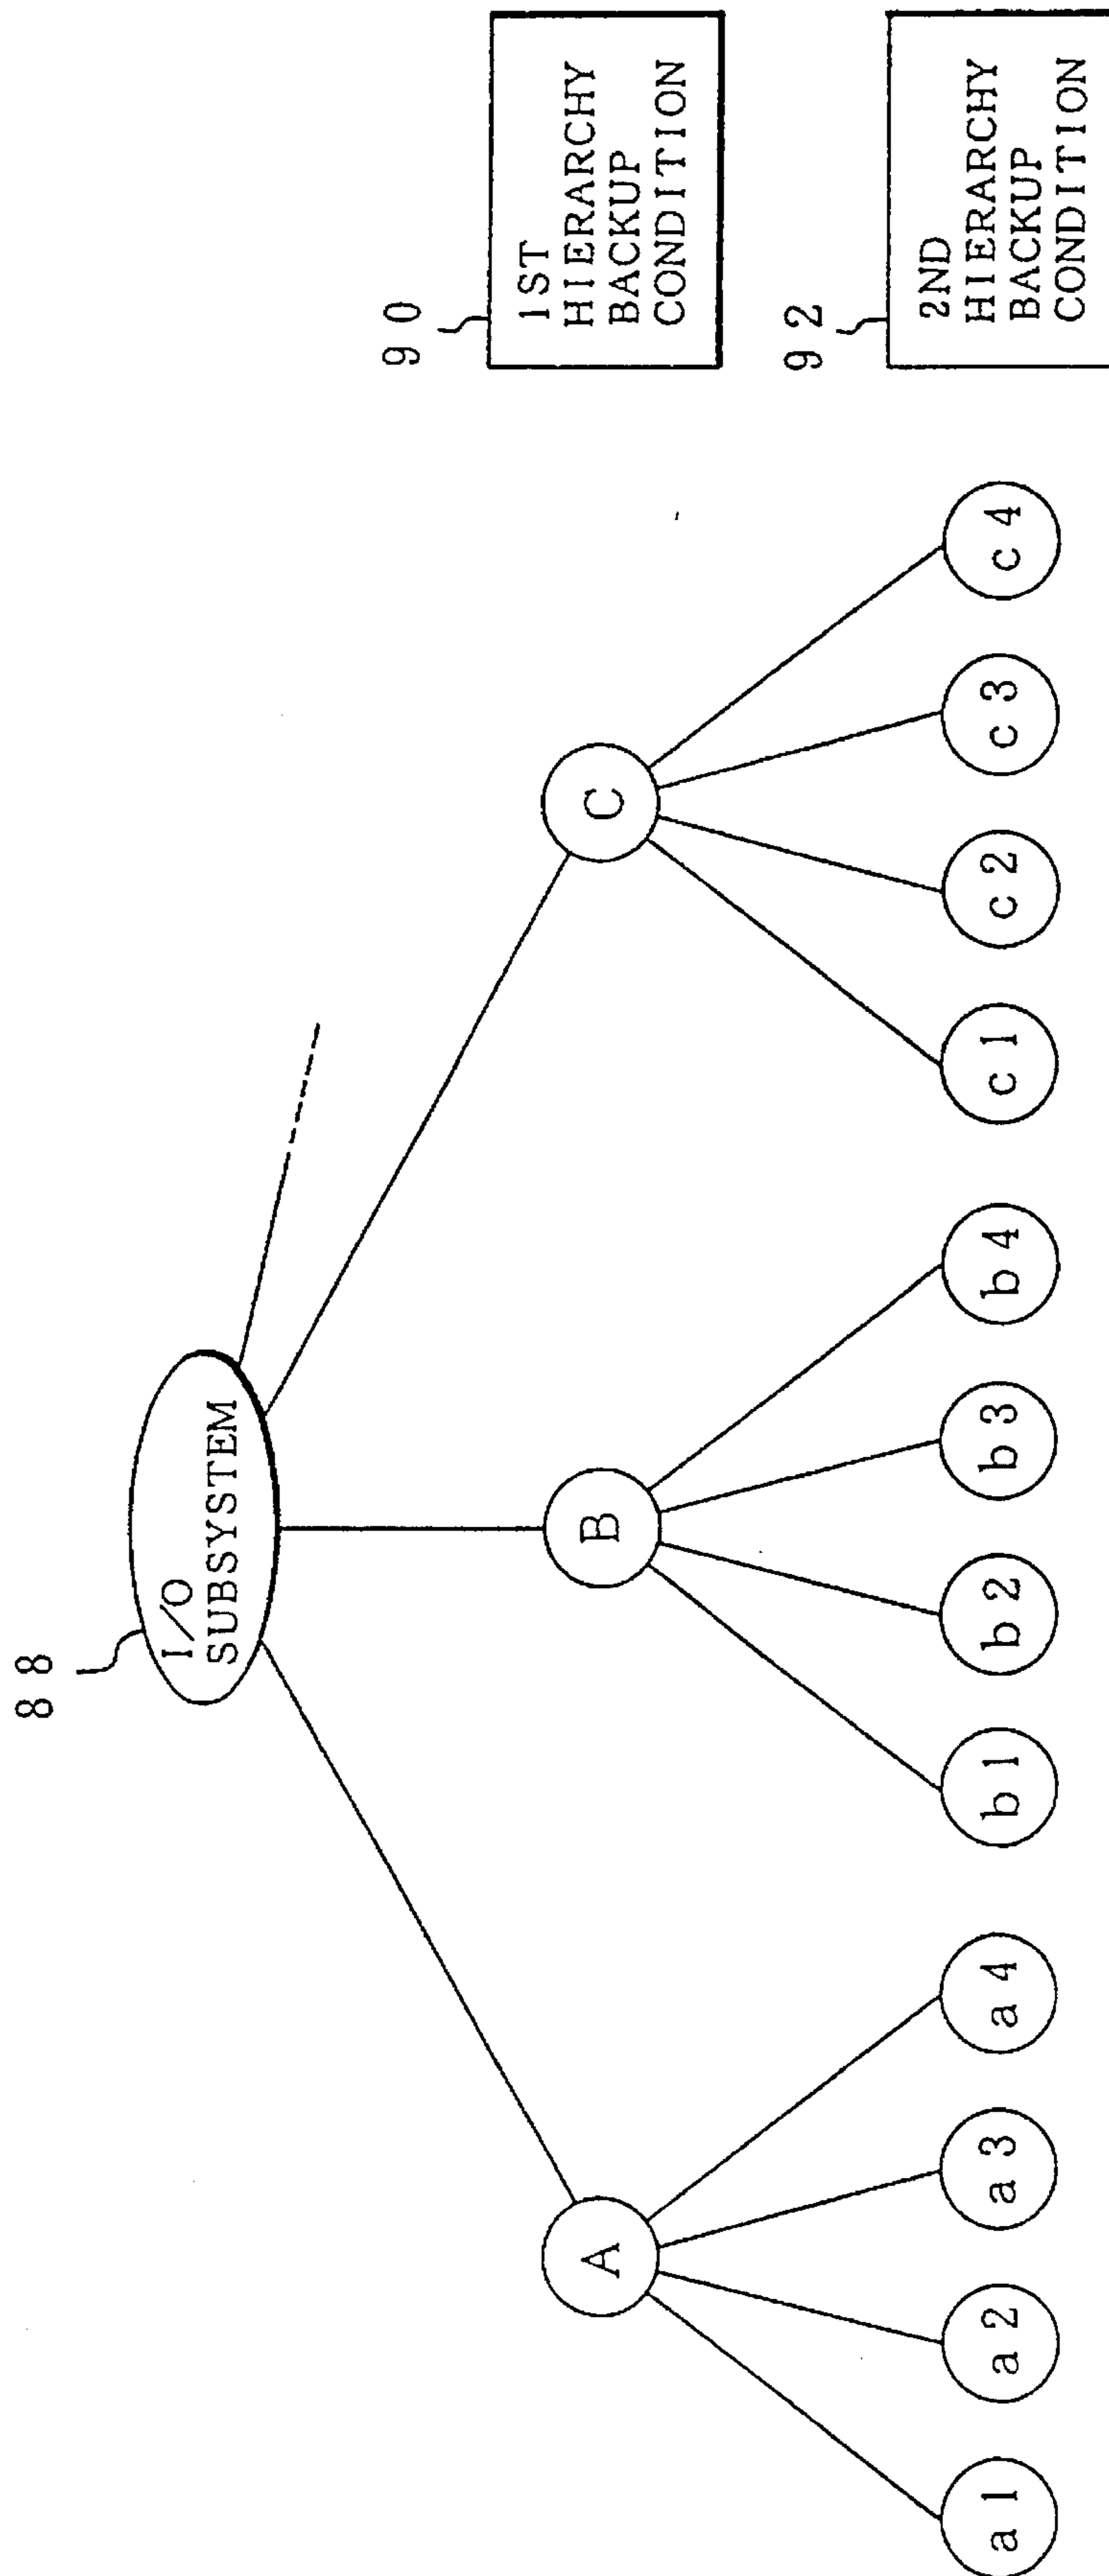 88
I/O
SUBSYSTEM
90
1ST
HIERARCHY
BACKUP
CONDITION
A
B
C
92
2ND
HIERARCHY
BACKUP
CONDITION
a1
a2
a3
a4
b1
b2
b3
b4
c1
c2
c3
c4